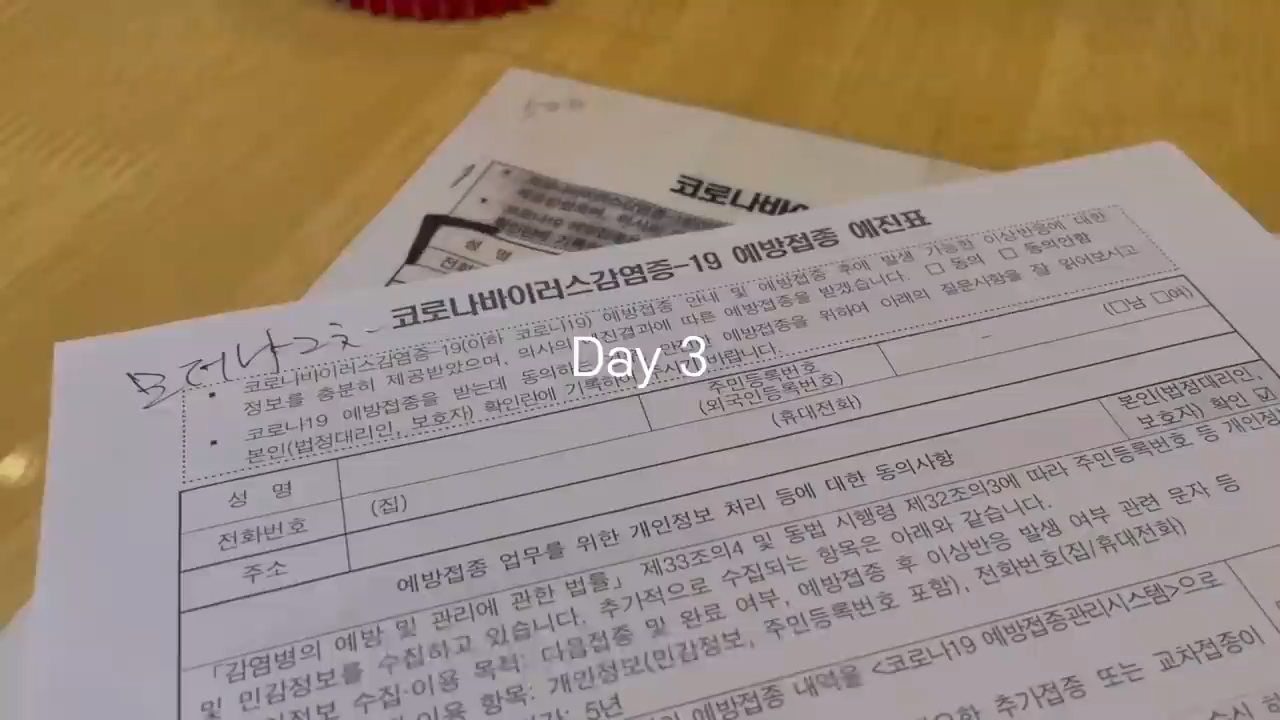 코로나바이
성 명
전화
코로나바이러스감염증-19 예방접종 예진표
코로나바이러스감염증-19(이하 코로나19) 예방접종 안내 및 예방접종 후에 발생 가능한 이상반응에 대한
정보를 충분히 제공받았으며, 의사의 예진결과에 따른 예방접종을 받겠습니다. □ 동의 □ 동의안함
코로나19 예방접종을 받는데 동의하 예방접종을 위하여 아래의 질문사항을 잘 읽어보시고
본인(법정대리인, 보호자) 확인란에 기록하여 주시기 바랍니다.
Day 3
성 명
주민등록번호
(외국인등록번호)
-
(□남 □여)
전화번호
(집)
(휴대전화)
주소
예방접종 업무를 위한 개인정보 처리 등에 대한 동의사항
본인(법정대리인,
보호자) 확인 ☑
「감염병의 예방 및 관리에 관한 법률」 제33조의4 및 동법 시행령 제32조의3에 따라 주민등록번호 등 개인정
및 민감정보를 수집하고 있습니다. 추가적으로 수집되는 항목은 아래와 같습니다.
수집·이용 목적: 다음접종 및 완료 여부, 예방접종 후 이상반응 발생 여부 관련 문자 등
항목: 개인정보(민감정보, 주민등록번호 포함), 전화번호(집/휴대전화)
5년
예방접종 내역을 <코로나19 예방접종관리시스템>으로
추가접종 또는 교차접종이